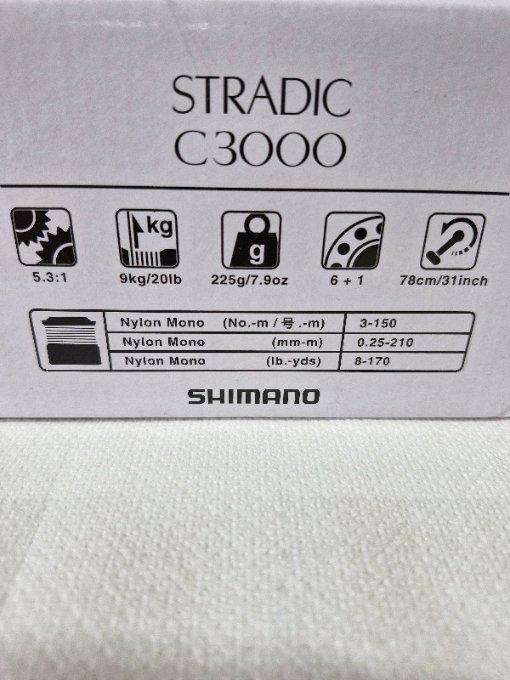 STRADIC
C3000
kg
g
5.3:1
9kg/20lb
225g/7.9oz
6 + 1
78cm/31inch
Nylon Mono (No.-m / 号.-m) 3-150
Nylon Mono (mm-m) 0.25-210
Nylon Mono (lb.-yds) 8-170
SHIMANO